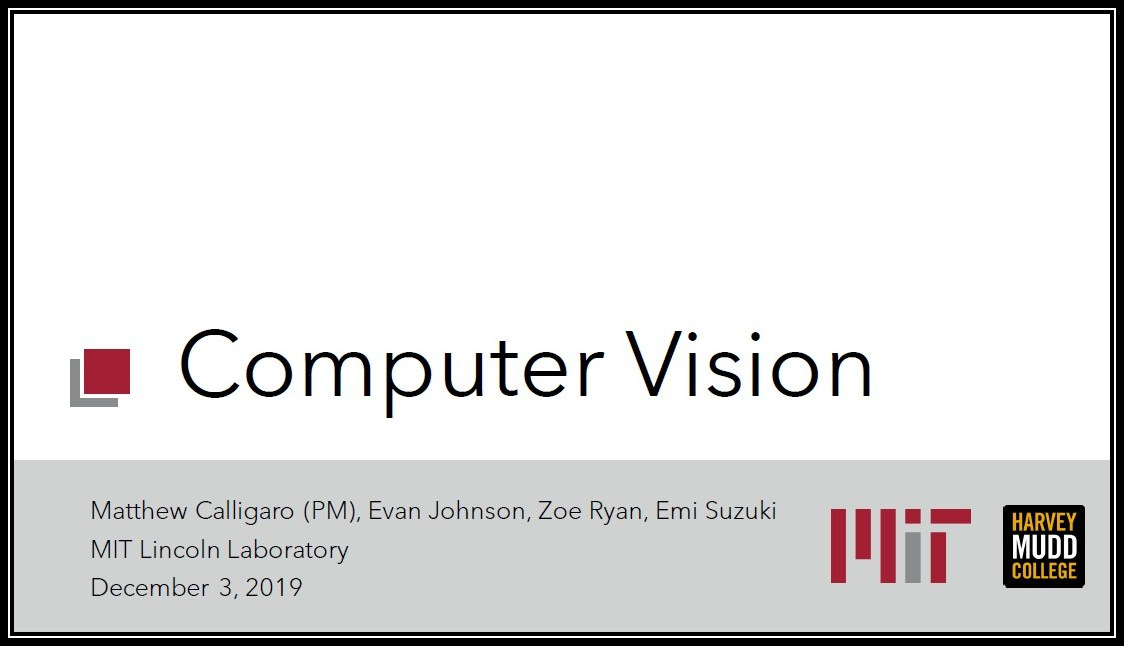 Computer Vision
Matthew Calligaro (PM), Evan Johnson, Zoe Ryan, Emi Suzuki
MIT Lincoln Laboratory
December 3, 2019
MIT
HARVEY
MUDD
COLLEGE